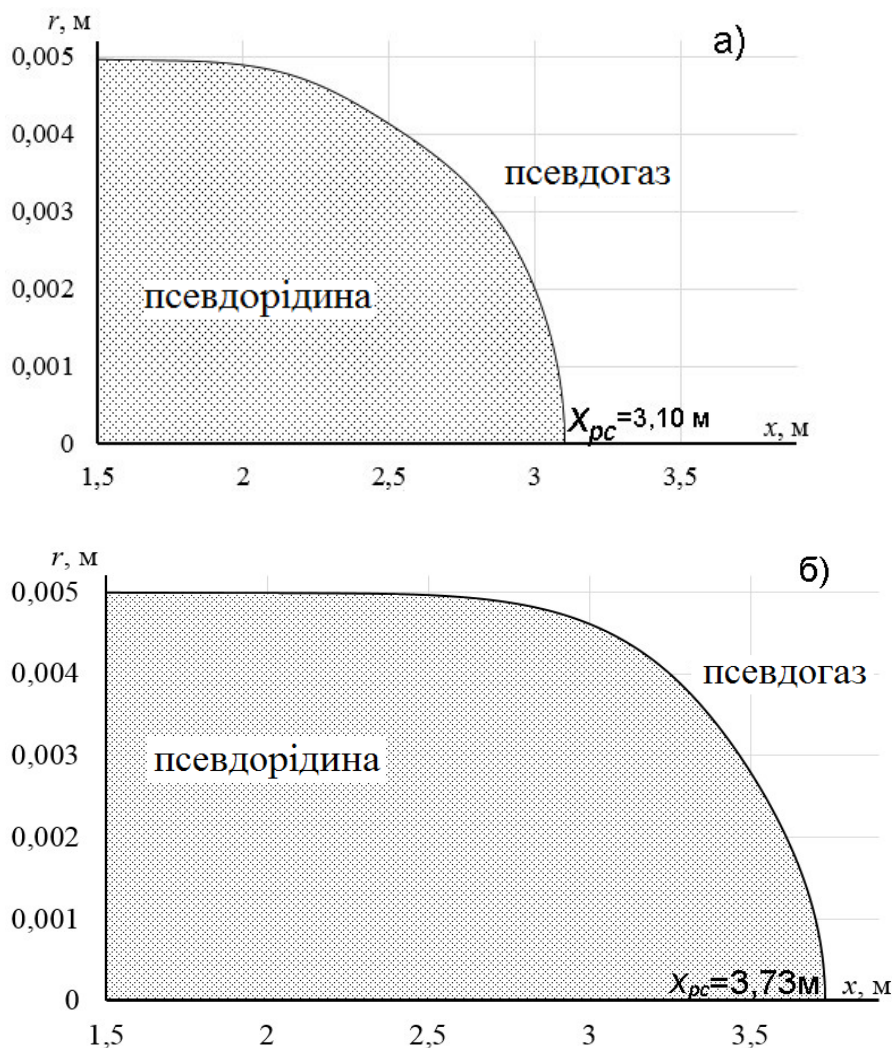 r, м
а)
0,005
0,004
псевдогаз
0,003
0,002
псевдорідина
0,001
0
Xpc=3,10 м
x, м
1,5 2 2,5 3 3,5
r, м
б)
0,005
0,004
псевдогаз
0,003
псевдорідина
0,002
0,001
0
xpc=3,73м
x, м
1,5 2 2,5 3 3,5